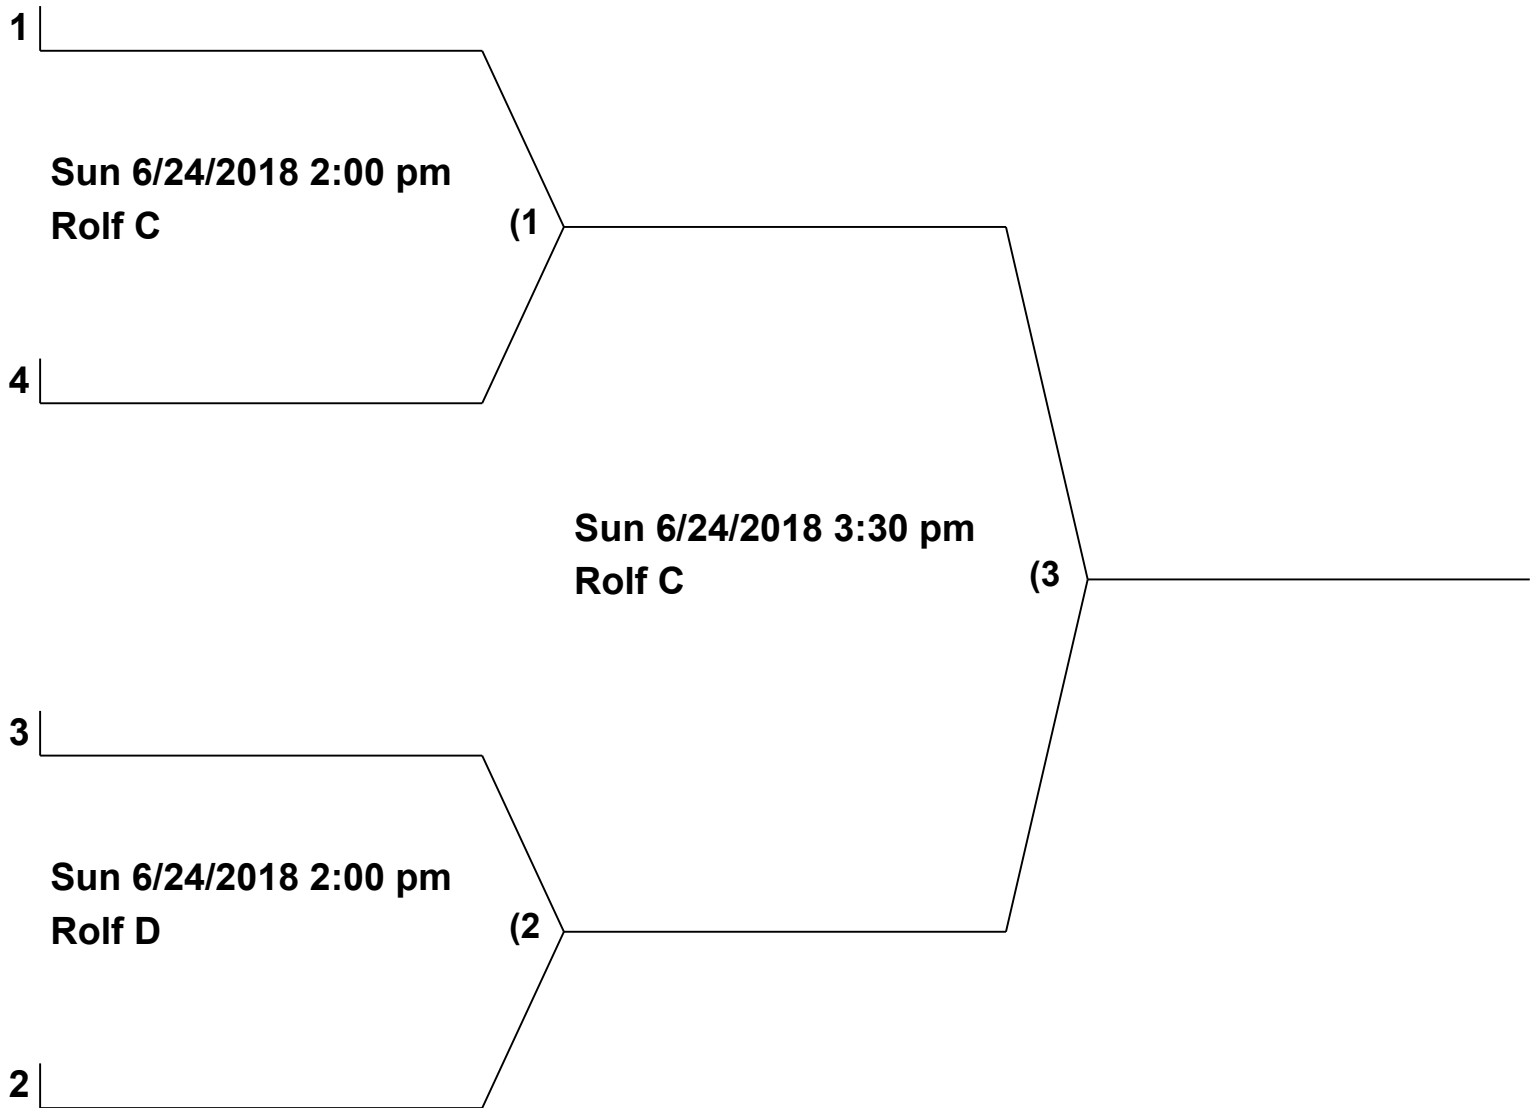 1
Sun 6/24/2018 2:00 pm
Rolf C
(1
4
Sun 6/24/2018 3:30 pm
Rolf C
(3
3
Sun 6/24/2018 2:00 pm
Rolf D
(2
2